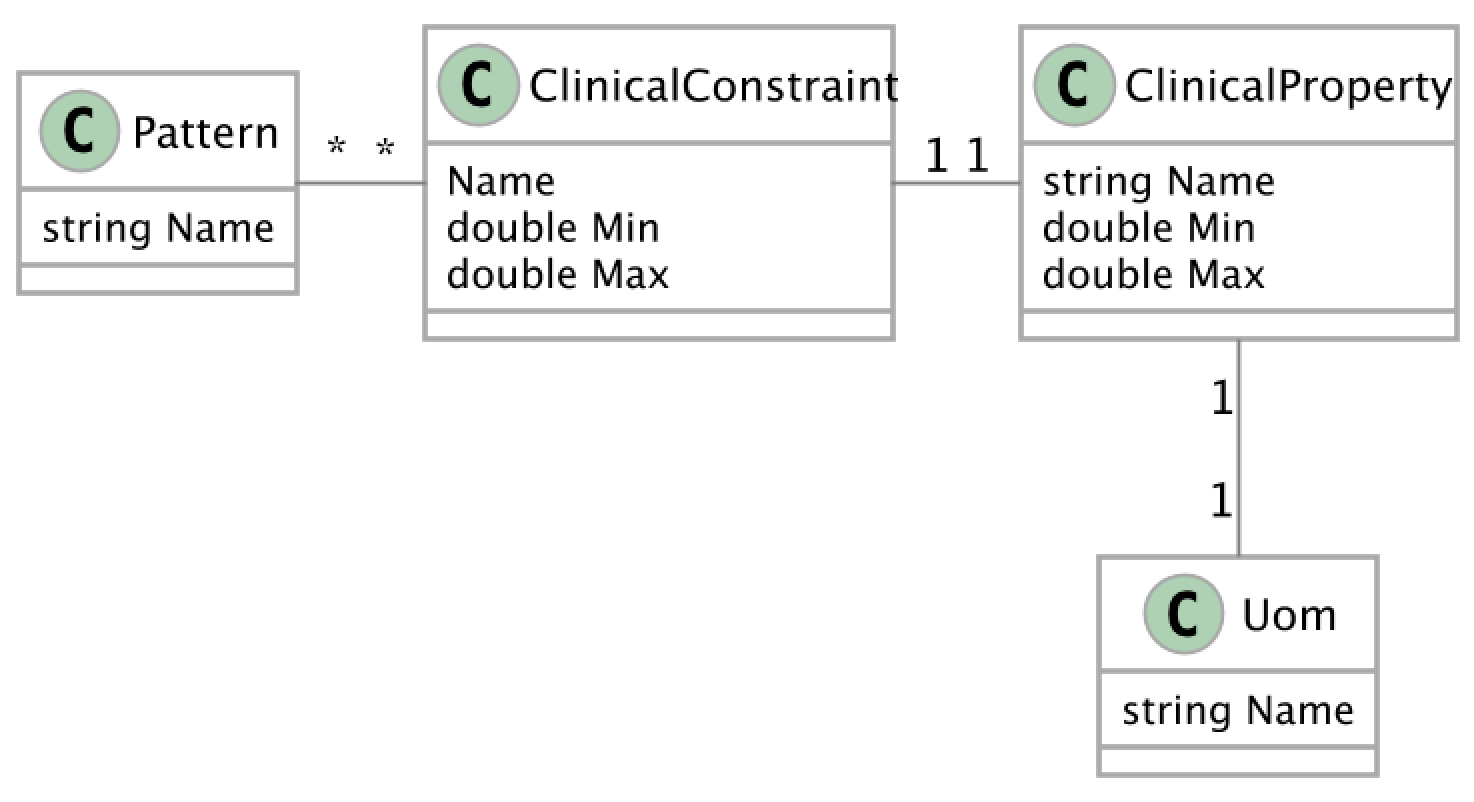 C Pattern
string Name
* *
C ClinicalConstraint
Name
double Min
double Max
1 1
C ClinicalProperty
string Name
double Min
double Max
1
1
C Uom
string Name